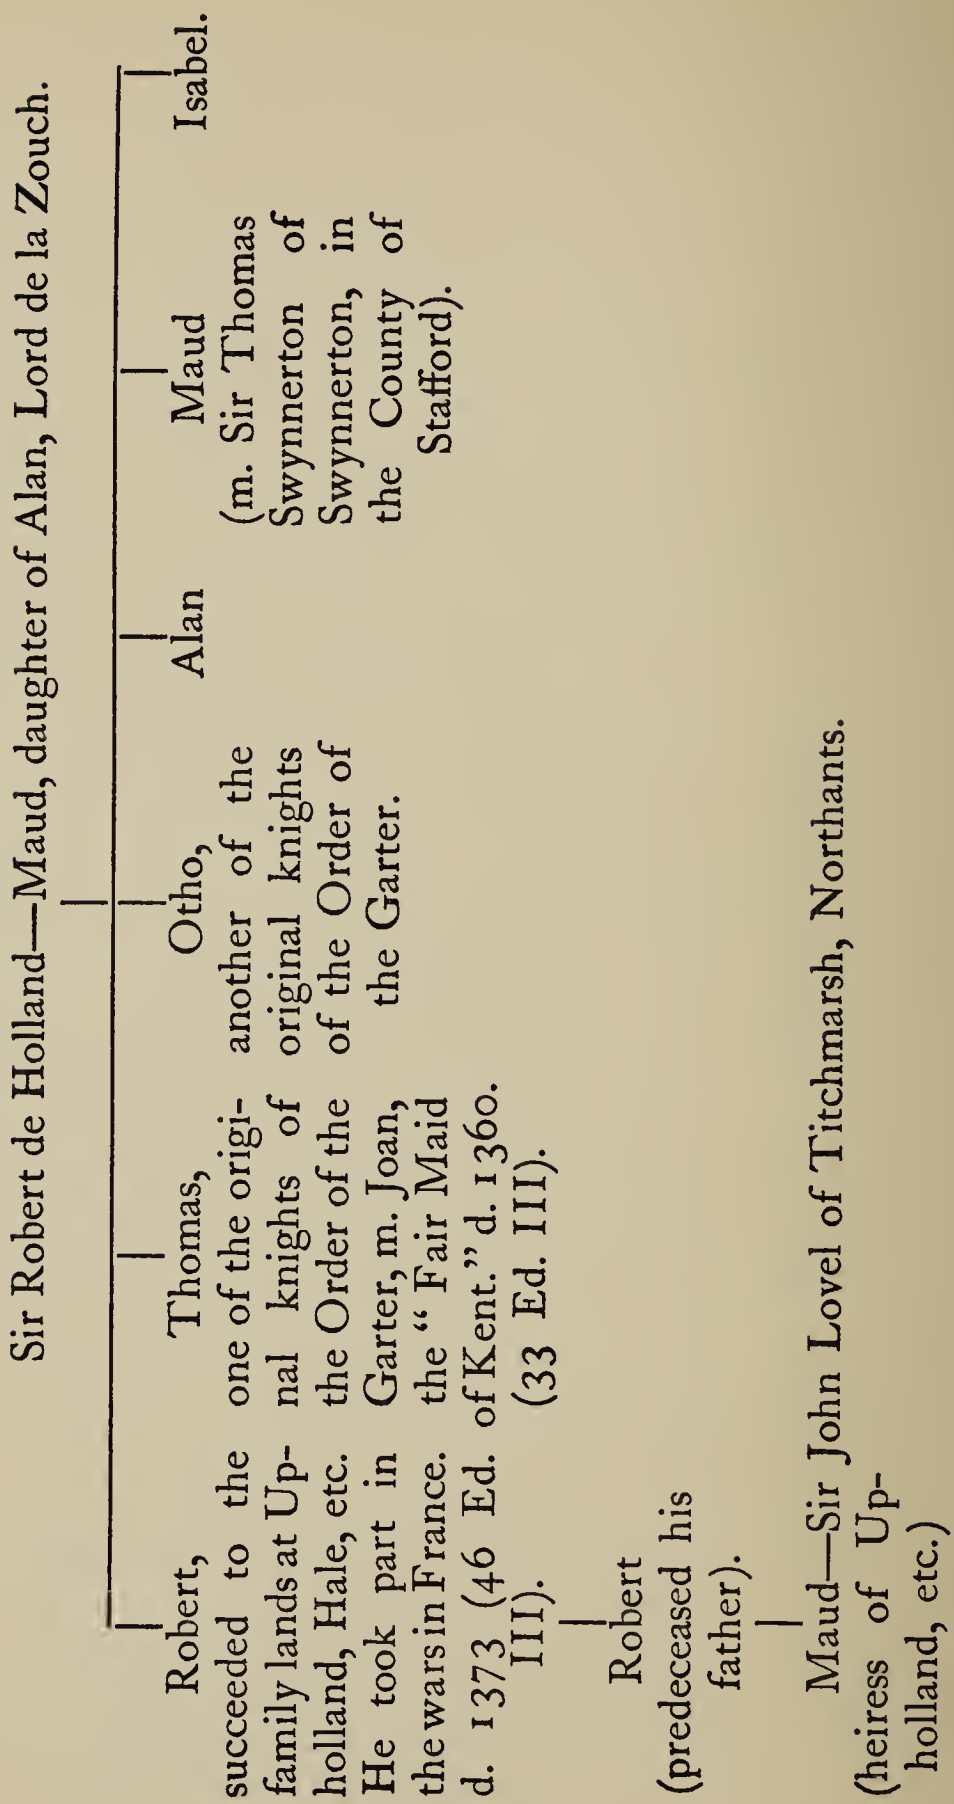 Sir Robert de Holland—Maud, daughter of Alan, Lord de la Zouch.
Robert,
succeeded to the
family lands at Up-
holland, Hale, etc.
He took part in
the wars in France.
d. 1373 (46 Ed.
III).
Thomas,
one of the origi-
nal knights of
the Order of the
Garter, m. Joan,
the “Fair Maid
of Kent.” d. 1360.
(33 Ed. III).
Otho,
another of the
original knights
of the Order of
the Garter.
Alan
Maud
(m. Sir Thomas
Swynnerton of
Swynnerton, in
the County of
Stafford).
Isabel.
Robert
(predeceased his
father).
Maud—Sir John Lovel of Titchmarsh, Northants.
(heiress of Up-
holland, etc.)